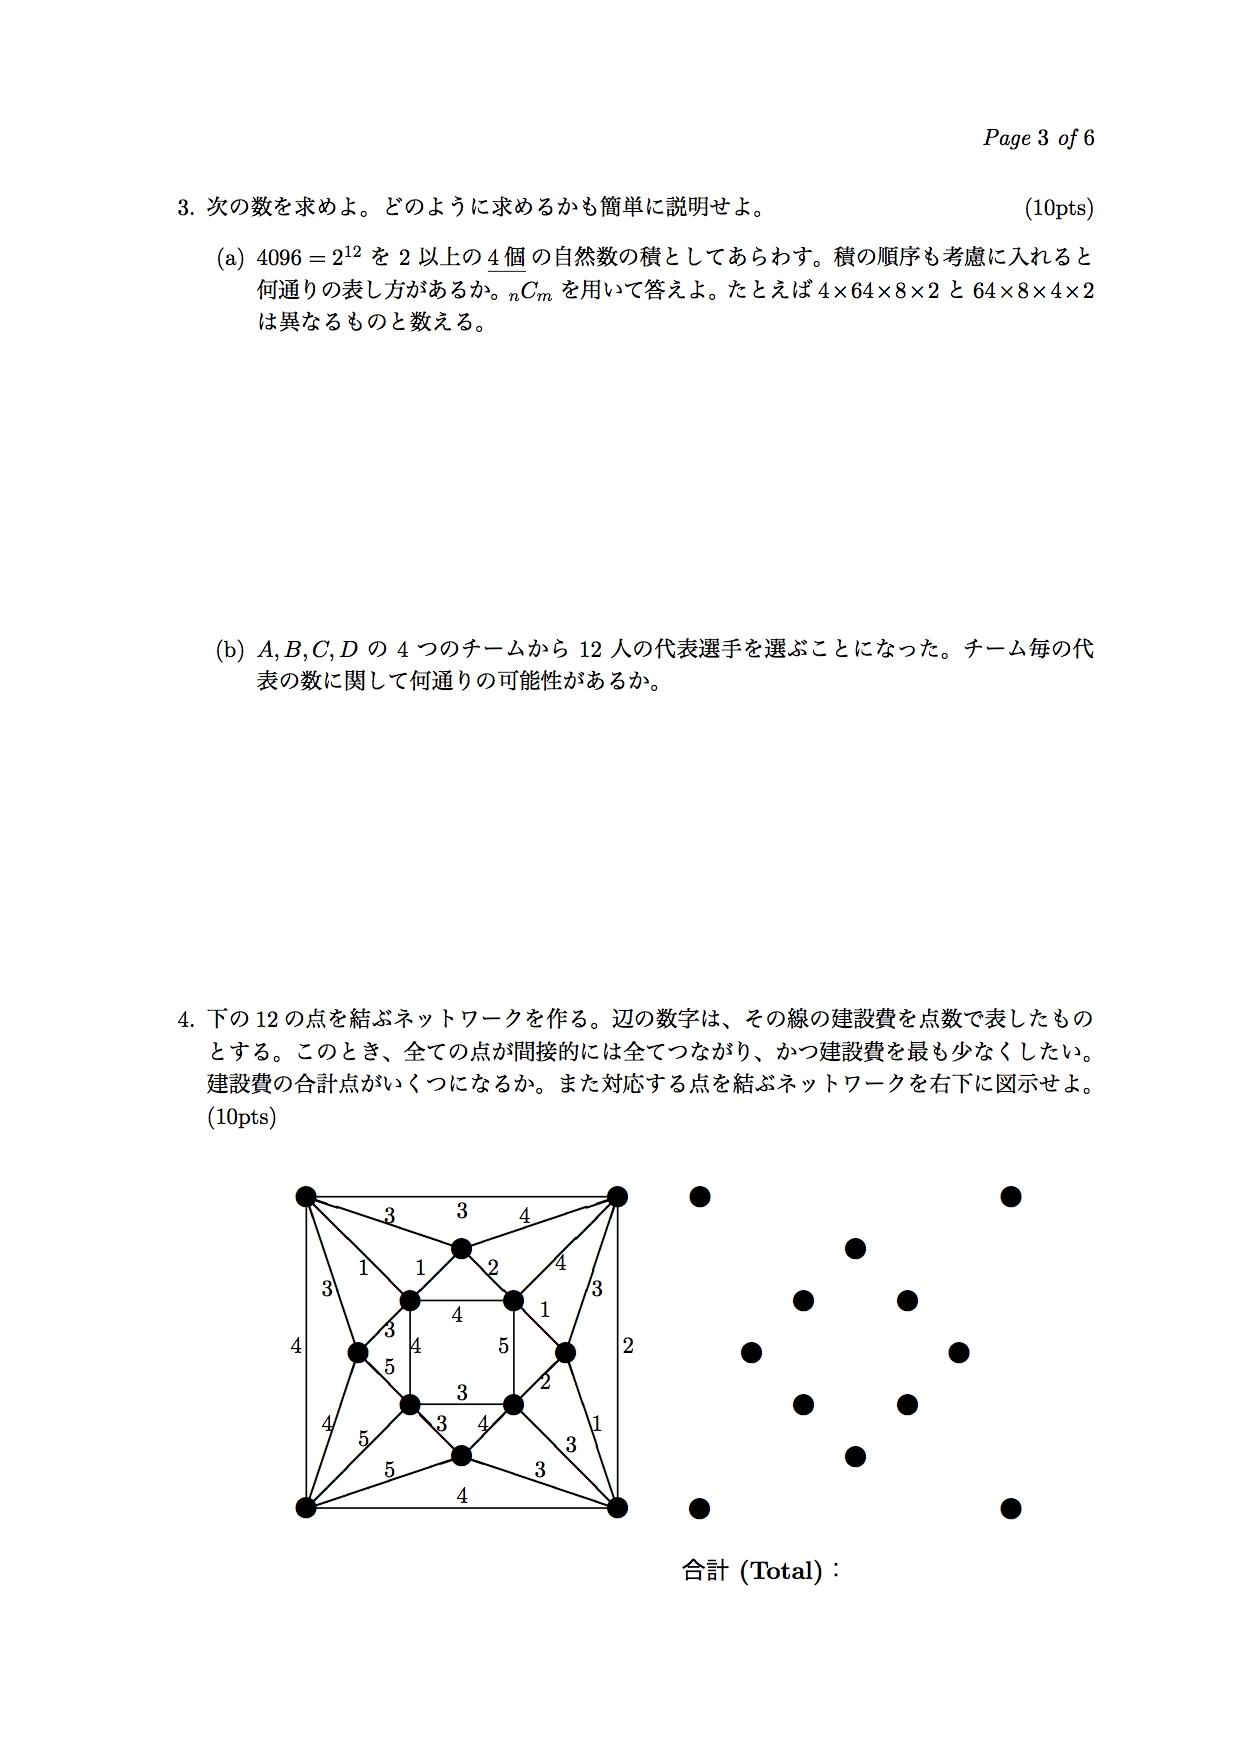 Page 3 of 6
3. 次の数を求めよ。どのように求めるかも簡単に説明せよ。 (10pts)
(a) 4096 = 2¹² を 2 以上の 4 個 の自然数の積としてあらわす。積の順序も考慮に入れると
何通りの表し方があるか。ₙCₘ を用いて答えよ。たとえば 4×64×8×2 と 64×8×4×2
は異なるものと数える。
(b) A, B, C, D の 4 つのチームから 12 人の代表選手を選ぶことになった。チーム毎の代
表の数に関して何通りの可能性があるか。
4. 下の 12 の点を結ぶネットワークを作る。辺の数字は、その線の建設費を点数で表したもの
とする。このとき、全ての点が間接的には全てつながり、かつ建設費を最も少なくしたい。
建設費の合計点がいくつになるか。また対応する点を結ぶネットワークを右下に図示せよ。
(10pts)
3 3 4
1 1 2 4
3 3
4 1
3 4 5 4 2
5 2
3
4 3 4 1
5 3
5 3
4
合計 (Total)：